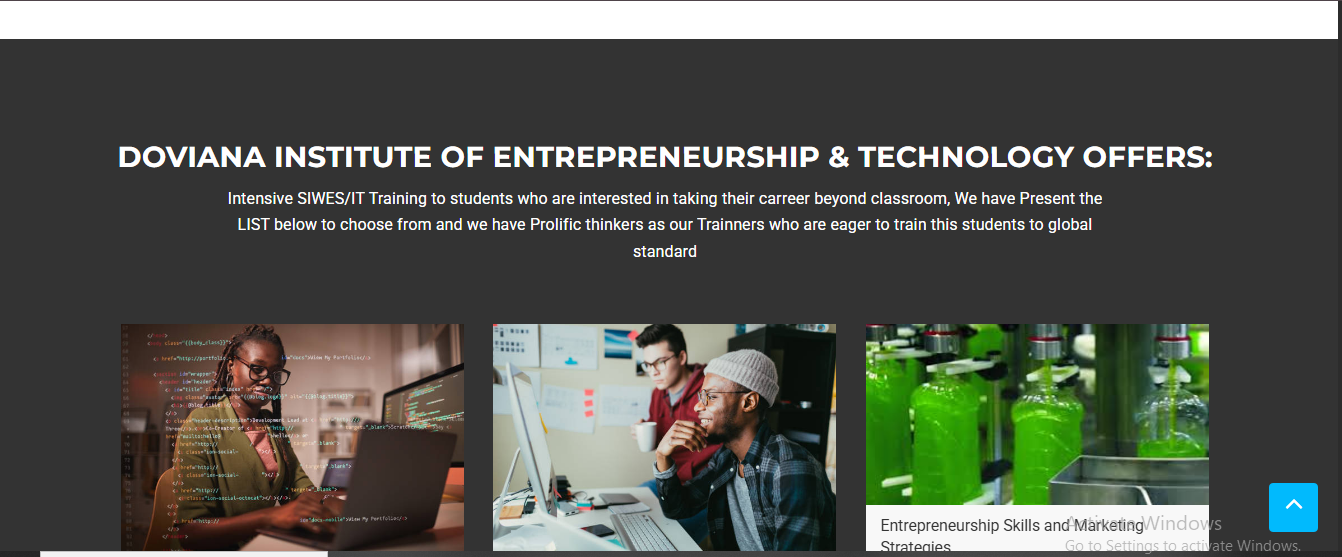 DOVIANA INSTITUTE OF ENTREPRENEURSHIP & TECHNOLOGY OFFERS:
Intensive SIWES/IT Training to students who are interested in taking their carreer beyond classroom, We have Present the
LIST below to choose from and we have Prolific thinkers as our Trainners who are eager to train this students to global
standard
Entrepreneurship Skills and Marketing
Strategies
Activate Windows
Go to Settings to activate Windows.